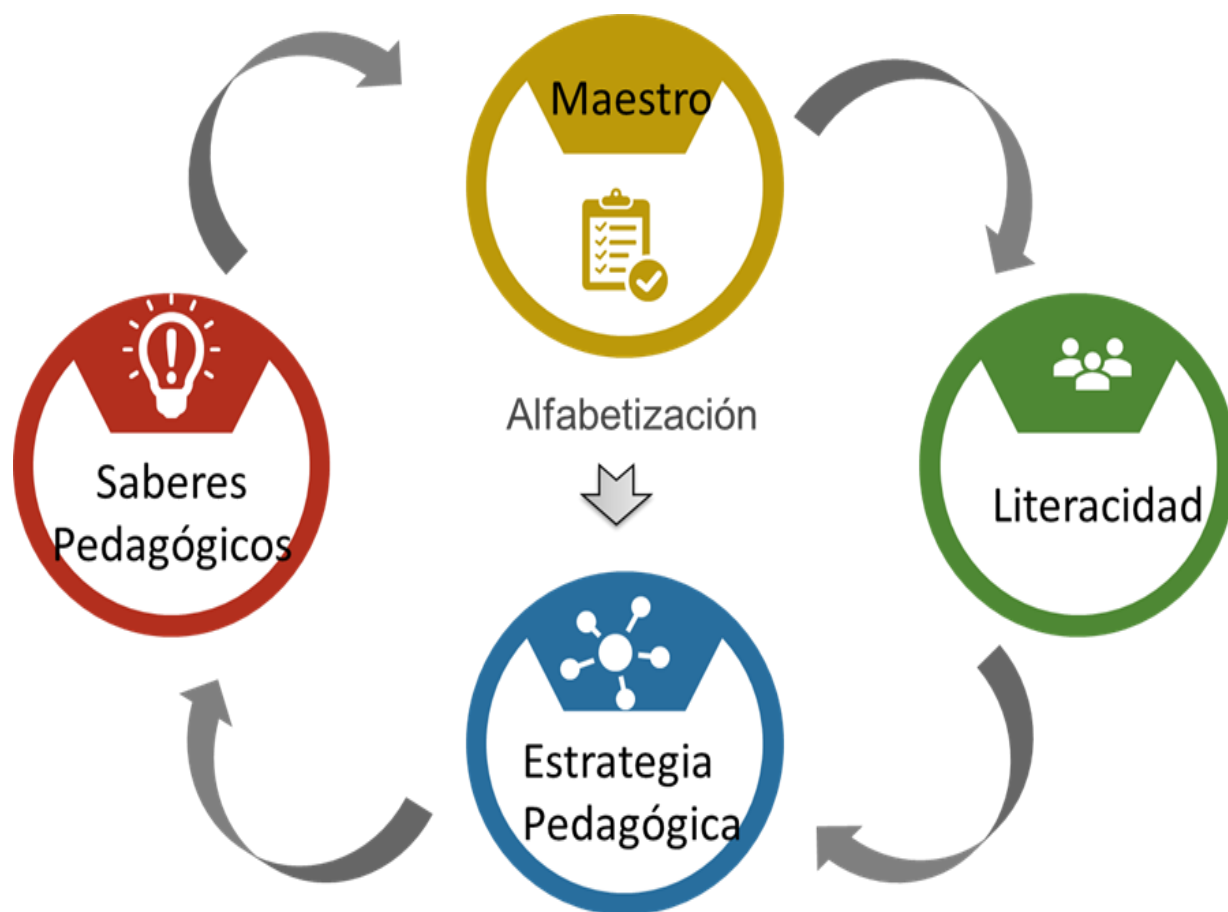 Maestro
Alfabetización
Saberes
Pedagógicos
Literacidad
Estrategia
Pedagógica